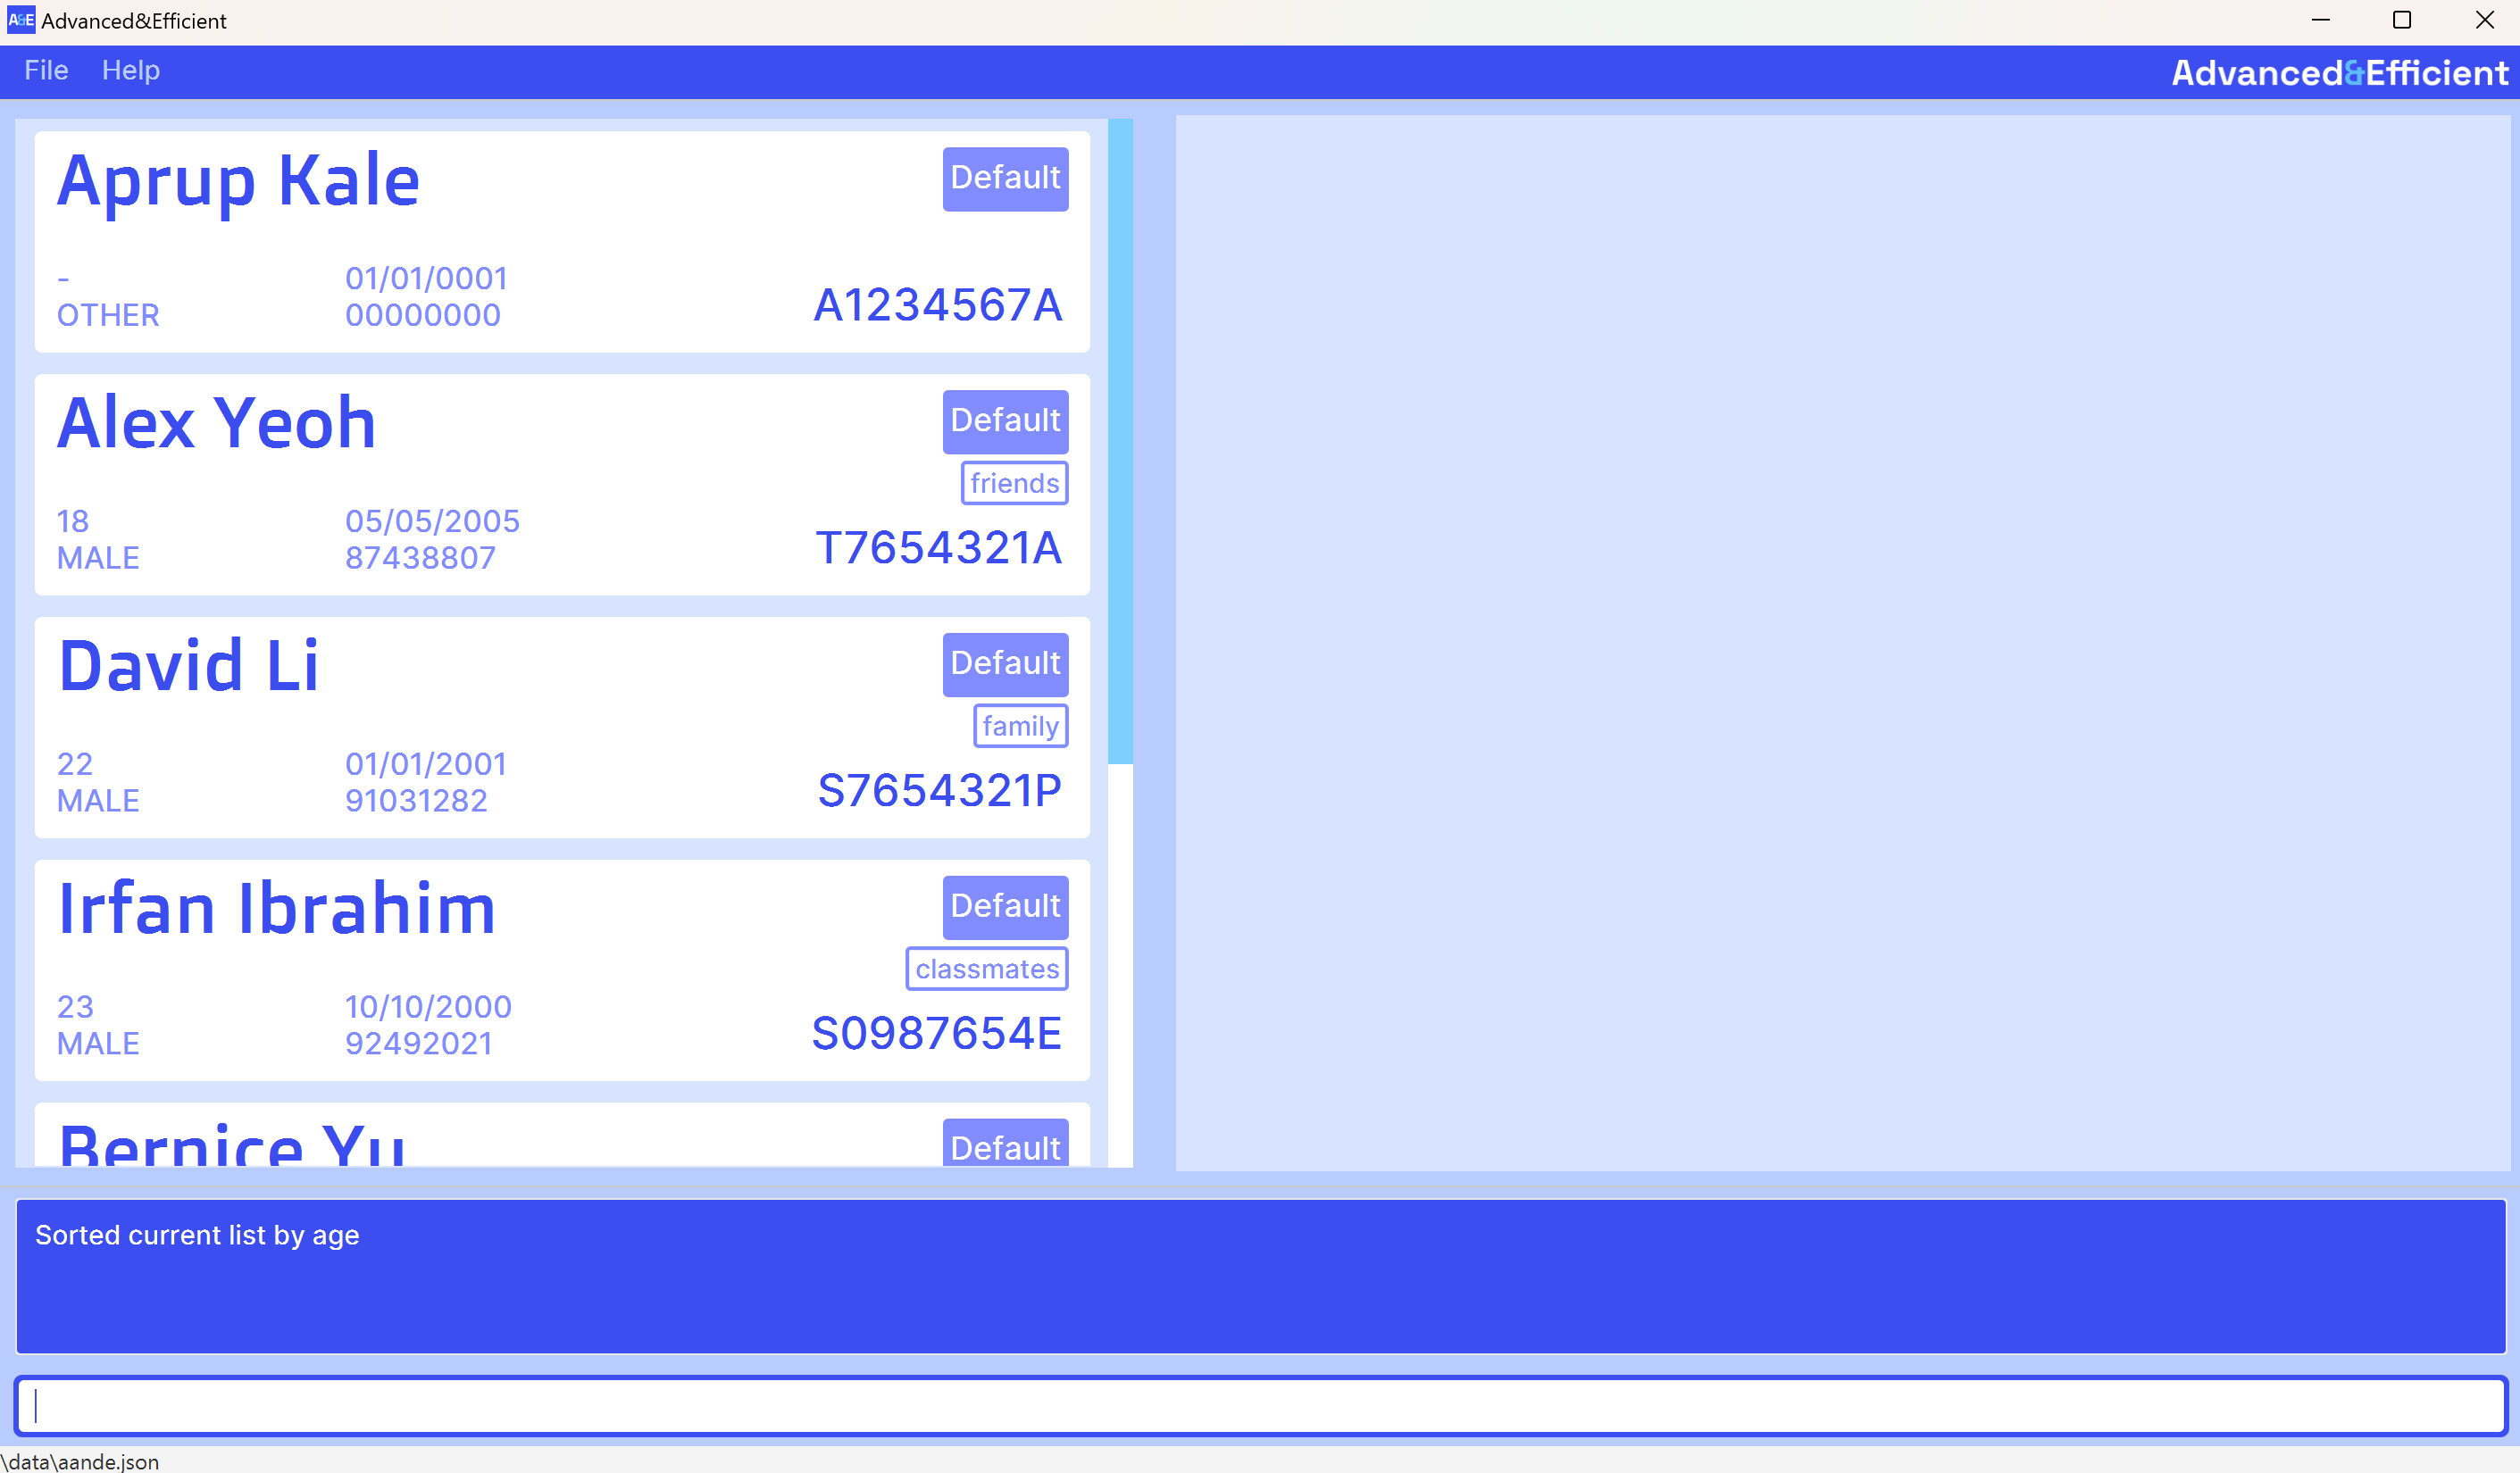 A&E Advanced&Efficient
File Help Advanced&Efficient
Aprup Kale
Default
-
01/01/0001
OTHER
00000000
A1234567A
Alex Yeoh
Default
friends
18
05/05/2005
MALE
87438807
T7654321A
David Li
Default
family
22
01/01/2001
MALE
91031282
S7654321P
Irfan Ibrahim
Default
classmates
23
10/10/2000
MALE
92492021
S0987654E
Bernice Yu
Default
Sorted current list by age
\data\aande.json